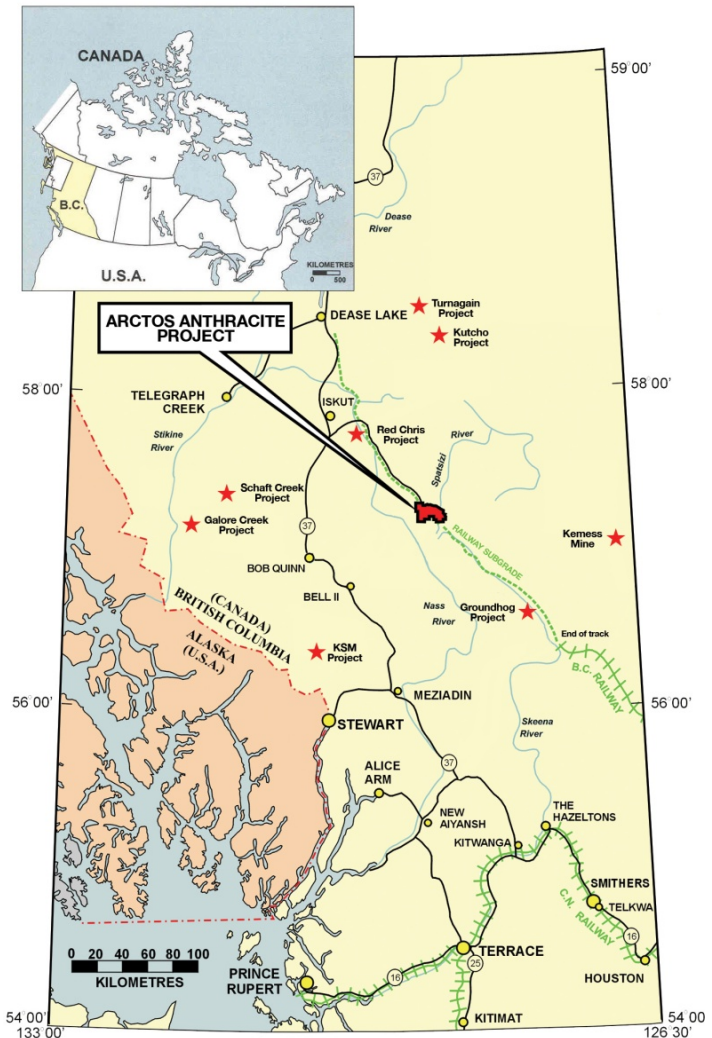 CANADA
B.C.
U.S.A.
KILOMETRES
0 500
59° 00'
37
Dease
River
DEASE LAKE
Turnagain
Project
Kutcho
Project
ARCTOS ANTHRACITE
PROJECT
58° 00'
58° 00'
TELEGRAPH
CREEK
ISKUT
Stikine
River
Red Chris
Project
Spatsizi
River
Schaft Creek
Project
Galore Creek
Project
37
RAILWAY SUBGRADE
Kemess
Mine
BOB QUINN
BELL II
Nass
River
Groundhog
Project
(CANADA)
BRITISH COLUMBIA
ALASKA
(U.S.A.)
KSM
Project
End of track
B.C. RAILWAY
56° 00'
56° 00'
MEZIADIN
STEWART
Skeena
River
37
ALICE
ARM
NEW
AIYANSH
THE
HAZELTONS
KITWANGA
SMITHERS
TELKWA
C.N. RAILWAY
16
HOUSTON
0 20 40 60 80 100
KILOMETRES
TERRACE
PRINCE
RUPERT
16
25
KITIMAT
54° 00'
133° 00'
54° 00'
126° 30'